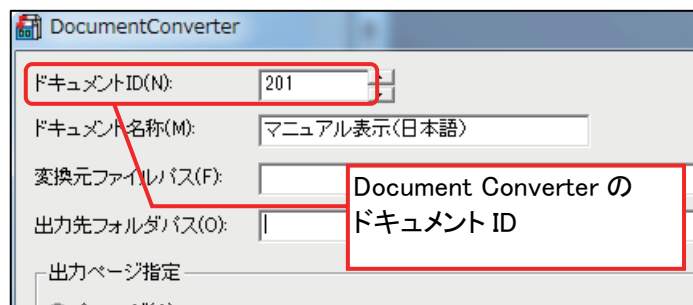 DocumentConverter
ドキュメントID(N):
201
ドキュメント名称(M):
マニュアル表示(日本語)
変換元ファイルパス(F):
Document Converter の
ドキュメント ID
出力先フォルダパス(O):
出力ページ指定